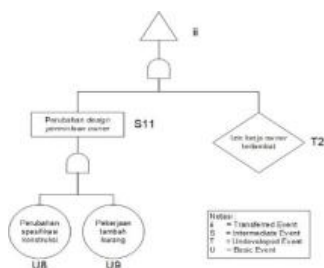 ii
Perubahan design
permintaan owner
S11
Izin kerja owner
terlambat
T2
Perubahan
spesifikasi
konstruksi
Pekerjaan
tambah
kurang
U8
U9
Notasi
ii = Transferred Event
S = Intermediate Event
T = Undeveloped Event
U = Basic Event